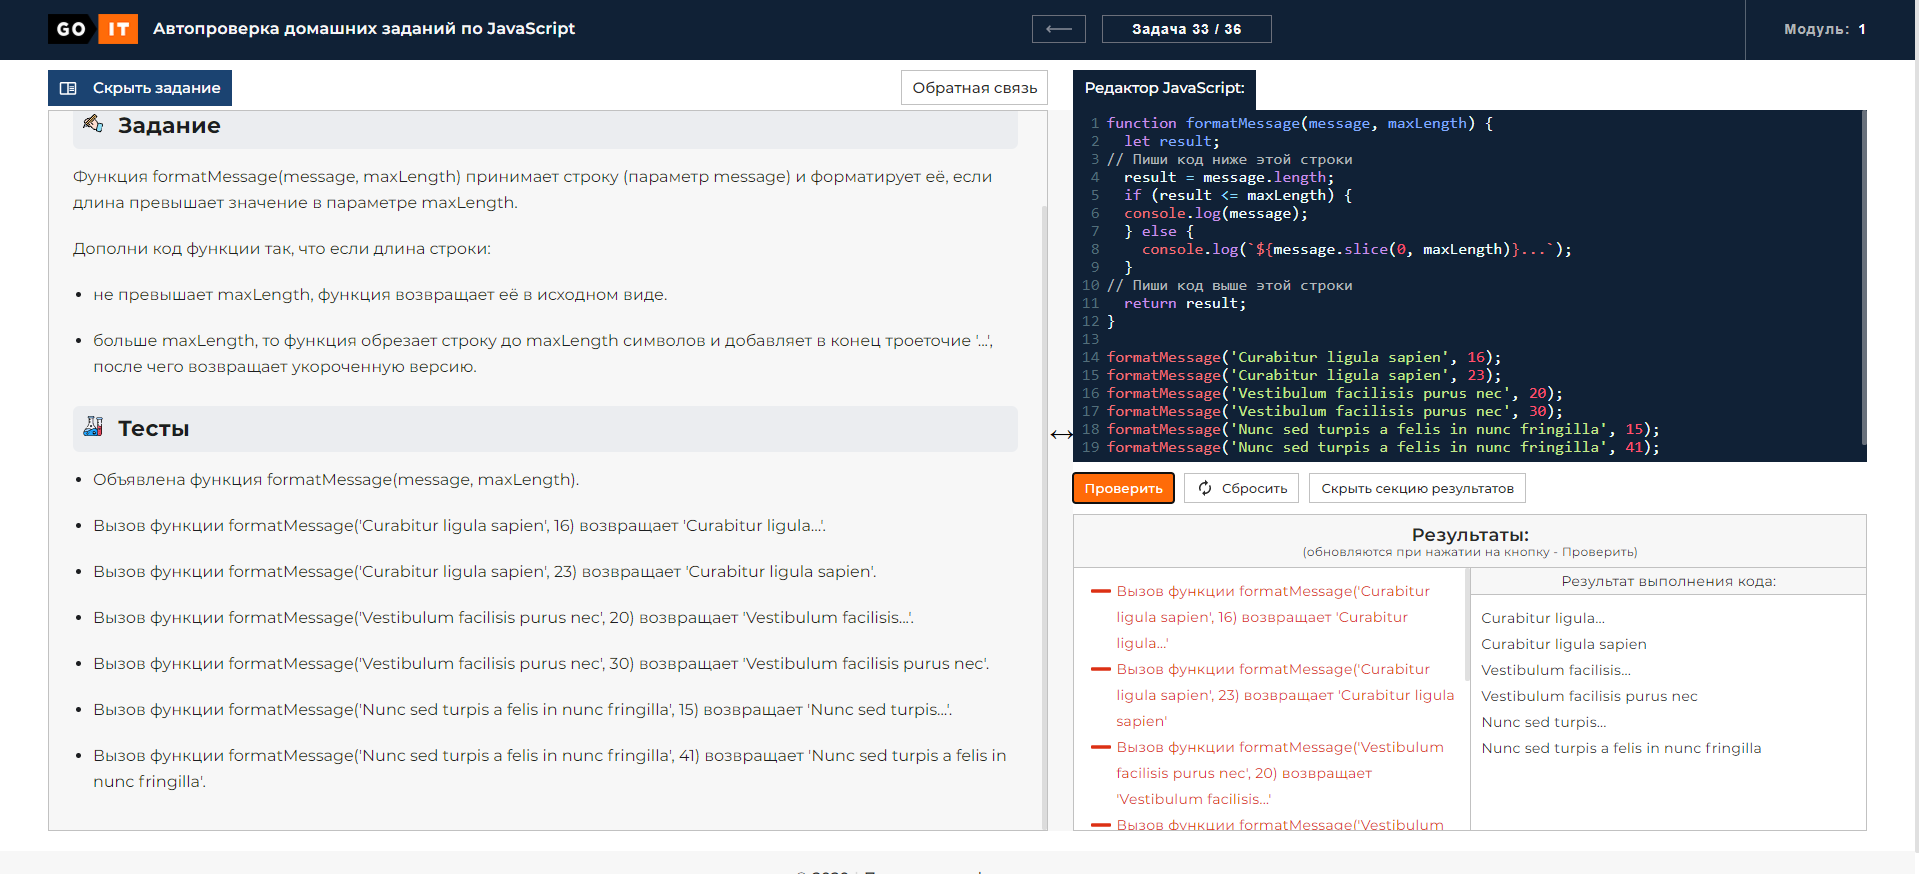 GO IT Автопроверка домашних заданий по JavaScript
Задача 33 / 36
Модуль: 1
Скрыть задание
Обратная связь
Задание
Функция formatMessage(message, maxLength) принимает строку (параметр message) и форматирует её, если
длина превышает значение в параметре maxLength.
Дополни код функции так, что если длина строки:
не превышает maxLength, функция возвращает её в исходном виде.
больше maxLength, то функция обрезает строку до maxLength символов и добавляет в конец троеточие '...',
после чего возвращает укороченную версию.
Тесты
Объявлена функция formatMessage(message, maxLength).
Вызов функции formatMessage('Curabitur ligula sapien', 16) возвращает 'Curabitur ligula...'.
Вызов функции formatMessage('Curabitur ligula sapien', 23) возвращает 'Curabitur ligula sapien'.
Вызов функции formatMessage('Vestibulum facilisis purus nec', 20) возвращает 'Vestibulum facilisis...'.
Вызов функции formatMessage('Vestibulum facilisis purus nec', 30) возвращает 'Vestibulum facilisis purus nec'.
Вызов функции formatMessage('Nunc sed turpis a felis in nunc fringilla', 15) возвращает 'Nunc sed turpis...'.
Вызов функции formatMessage('Nunc sed turpis a felis in nunc fringilla', 41) возвращает 'Nunc sed turpis a felis in
nunc fringilla'.
Редактор JavaScript:
1 function formatMessage(message, maxLength) {
2 let result;
3 // Пиши код ниже этой строки
4 result = message.length;
5 if (result <= maxLength) {
6 console.log(message);
7 } else {
8 console.log(`${message.slice(0, maxLength)}...`);
9 }
10 // Пиши код выше этой строки
11 return result;
12 }
13
14 formatMessage('Curabitur ligula sapien', 16);
15 formatMessage('Curabitur ligula sapien', 23);
16 formatMessage('Vestibulum facilisis purus nec', 20);
17 formatMessage('Vestibulum facilisis purus nec', 30);
18 formatMessage('Nunc sed turpis a felis in nunc fringilla', 15);
19 formatMessage('Nunc sed turpis a felis in nunc fringilla', 41);
Проверить
Сбросить
Скрыть секцию результатов
Результаты:
(обновляются при нажатии на кнопку - Проверить)
Вызов функции formatMessage('Curabitur
ligula sapien', 16) возвращает 'Curabitur
ligula...'
Вызов функции formatMessage('Curabitur
ligula sapien', 23) возвращает 'Curabitur ligula
sapien'
Вызов функции formatMessage('Vestibulum
facilisis purus nec', 20) возвращает
'Vestibulum facilisis...'
Вызов функции formatMessage('Vestibulum
Результат выполнения кода:
Curabitur ligula...
Curabitur ligula sapien
Vestibulum facilisis...
Vestibulum facilisis purus nec
Nunc sed turpis...
Nunc sed turpis a felis in nunc fringilla